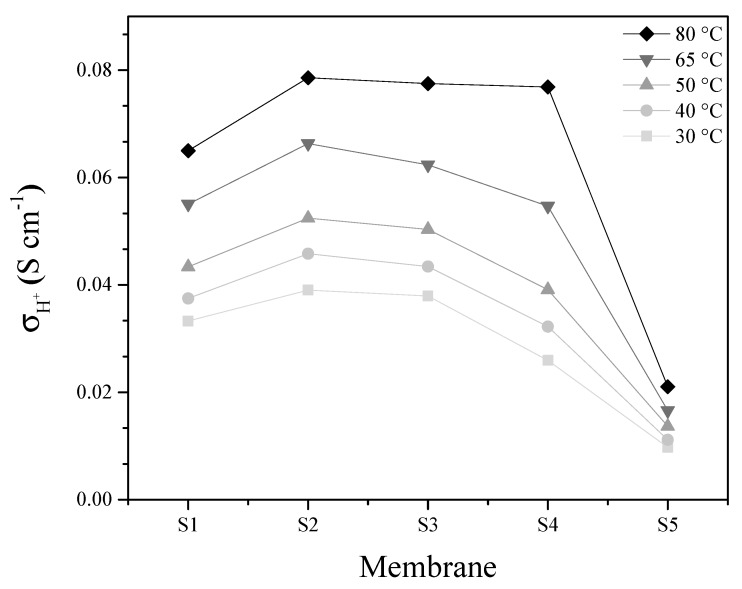 80 °C
65 °C
50 °C
40 °C
30 °C
0.08
0.06
0.04
0.02
0.00
σH⁺ (S cm⁻¹)
S1 S2 S3 S4 S5
Membrane